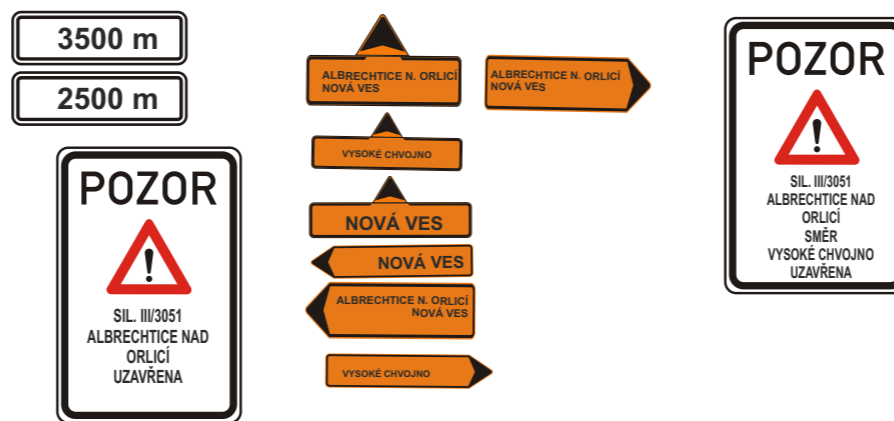 3500 m
2500 m
POZOR
SIL. III/3051
ALBRECHTICE NAD
ORLICÍ
UZAVŘENA
ALBRECHTICE N. ORLICÍ
NOVÁ VES
VYSOKÉ CHVOJNO
NOVÁ VES
NOVÁ VES
ALBRECHTICE N. ORLICÍ
NOVÁ VES
VYSOKÉ CHVOJNO
ALBRECHTICE N. ORLICÍ
NOVÁ VES
POZOR
SIL. III/3051
ALBRECHTICE NAD
ORLICÍ
SMĚR
VYSOKÉ CHVOJNO
UZAVŘENA